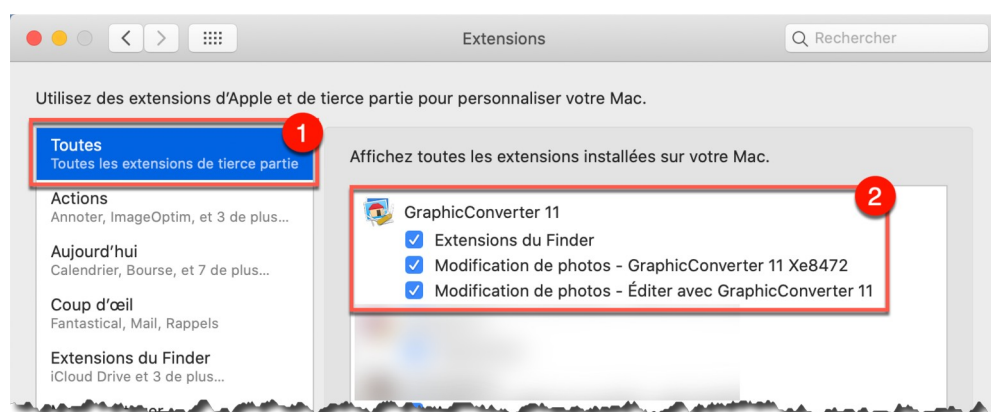 Extensions
Rechercher
Utilisez des extensions d'Apple et de tierce partie pour personnaliser votre Mac.
1
Toutes
Toutes les extensions de tierce partie
Actions
Annoter, ImageOptim, et 3 de plus...
Aujourd'hui
Calendrier, Bourse, et 7 de plus...
Coup d'œil
Fantastical, Mail, Rappels
Extensions du Finder
iCloud Drive et 3 de plus...
Affichez toutes les extensions installées sur votre Mac.
2
GraphicConverter 11
Extensions du Finder
Modification de photos - GraphicConverter 11 Xe8472
Modification de photos - Éditer avec GraphicConverter 11